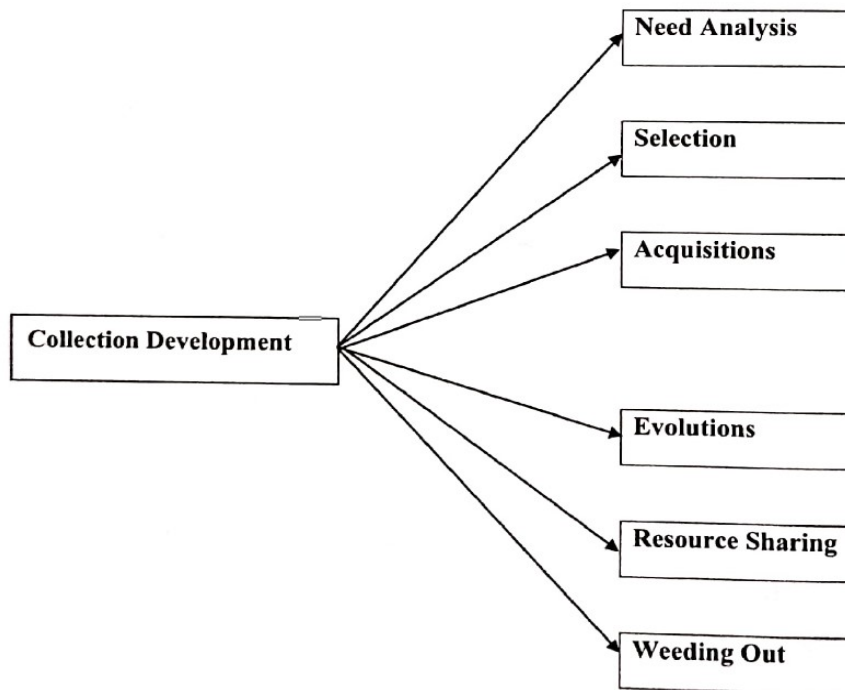 Need Analysis
Selection
Acquisitions
Collection Development
Evolutions
Resource Sharing
Weeding Out